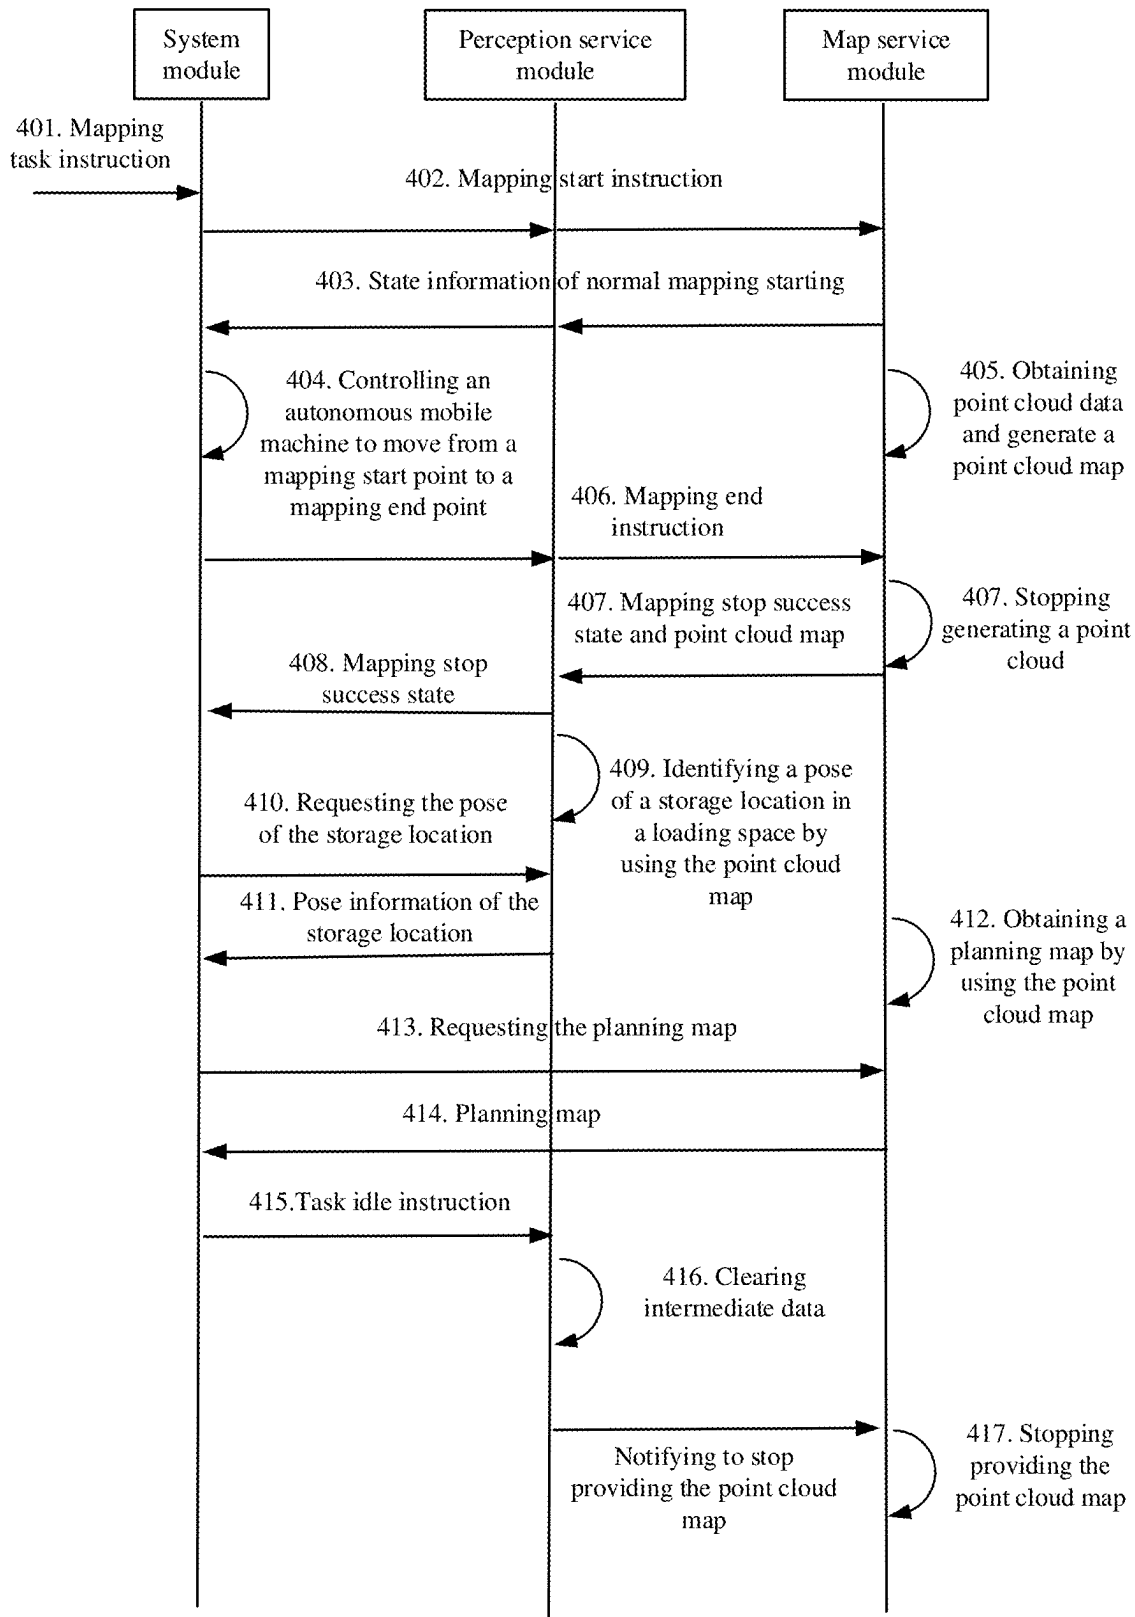 System
module
Perception service
module
Map service
module
401. Mapping
task instruction
402. Mapping start instruction
403. State information of normal mapping starting
404. Controlling an
autonomous mobile
machine to move from a
mapping start point to a
mapping end point
405. Obtaining
point cloud data
and generate a
point cloud map
406. Mapping end
instruction
407. Mapping stop success
state and point cloud map
407. Stopping
generating a point
cloud
408. Mapping stop
success state
409. Identifying a pose
of a storage location in
a loading space by
using the point cloud
map
410. Requesting the pose
of the storage location
411. Pose information of the
storage location
412. Obtaining a
planning map by
using the point
cloud map
413. Requesting the planning map
414. Planning map
415.Task idle instruction
416. Clearing
intermediate data
Notifying to stop
providing the point cloud
map
417. Stopping
providing the
point cloud map